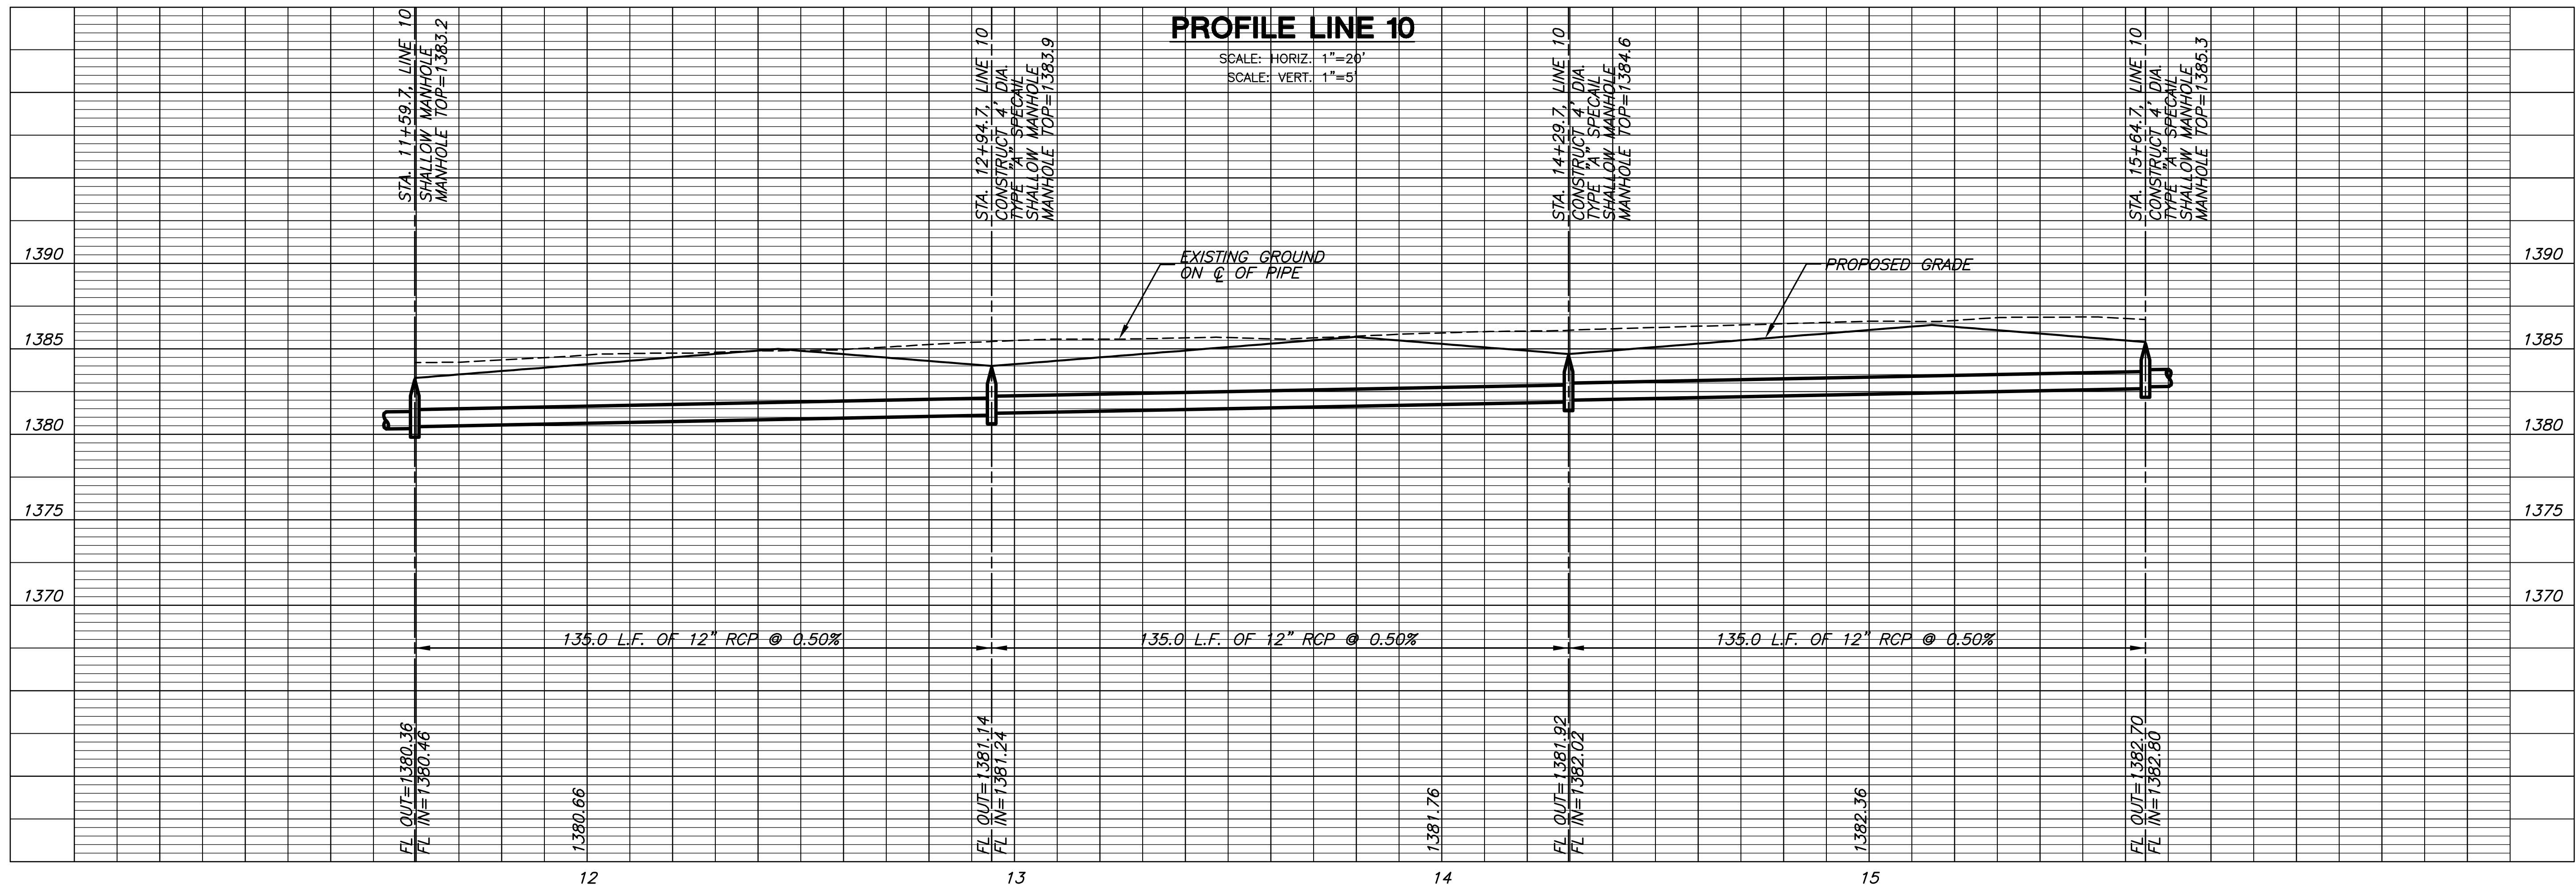 PROFILE LINE 10
SCALE: HORIZ. 1"=20'
SCALE: VERT. 1"=5'
STA. 11+59.7, LINE 10
SHALLOW MANHOLE
MANHOLE TOP=1383.2
STA. 12+94.7, LINE 10
CONSTRUCT 4' DIA.
TYPE "A" SPECAIL
SHALLOW MANHOLE
MANHOLE TOP=1383.9
STA. 14+29.7, LINE 10
CONSTRUCT 4' DIA.
TYPE "A" SPECAIL
SHALLOW MANHOLE
MANHOLE TOP=1384.6
STA. 15+64.7, LINE 10
CONSTRUCT 4' DIA.
TYPE "A" SPECAIL
SHALLOW MANHOLE
MANHOLE TOP=1385.3
EXISTING GROUND
ON ℄ OF PIPE
PROPOSED GRADE
1390
1385
1380
1375
1370
1390
1385
1380
1375
1370
135.0 L.F. OF 12" RCP @ 0.50%
135.0 L.F. OF 12" RCP @ 0.50%
135.0 L.F. OF 12" RCP @ 0.50%
FL OUT=1380.36
FL IN=1380.46
1380.66
FL OUT=1381.14
FL IN=1381.24
1381.76
FL OUT=1381.92
FL IN=1382.02
1382.36
FL OUT=1382.70
FL IN=1382.80
12
13
14
15